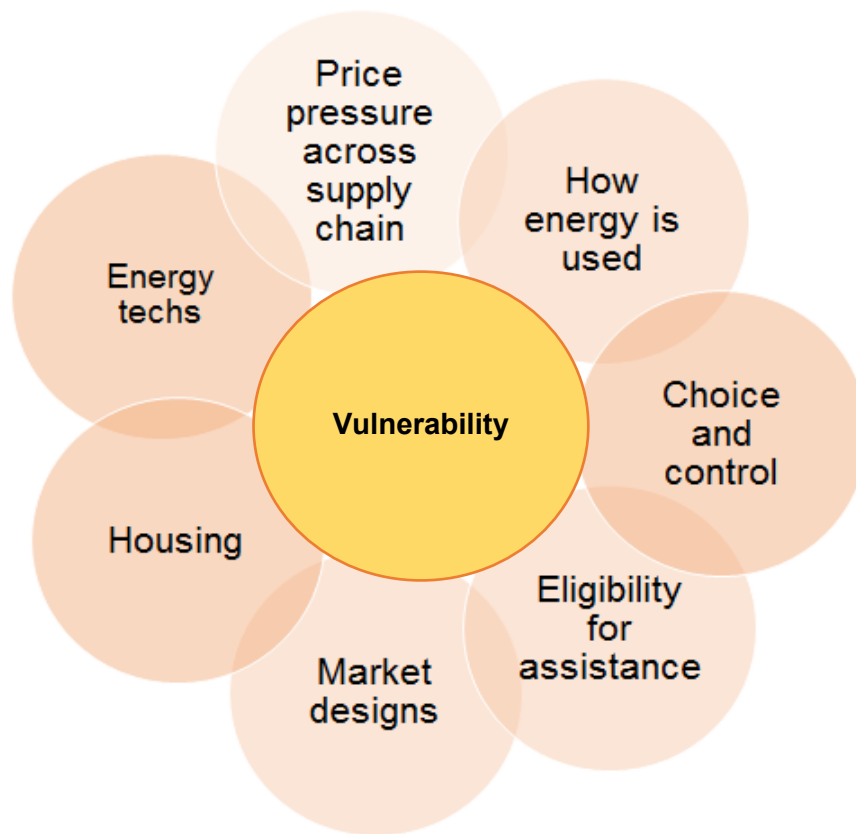 Price
pressure
across
supply
chain
How
energy is
used
Choice
and
control
Eligibility
for
assistance
Market
designs
Housing
Energy
techs
Vulnerability